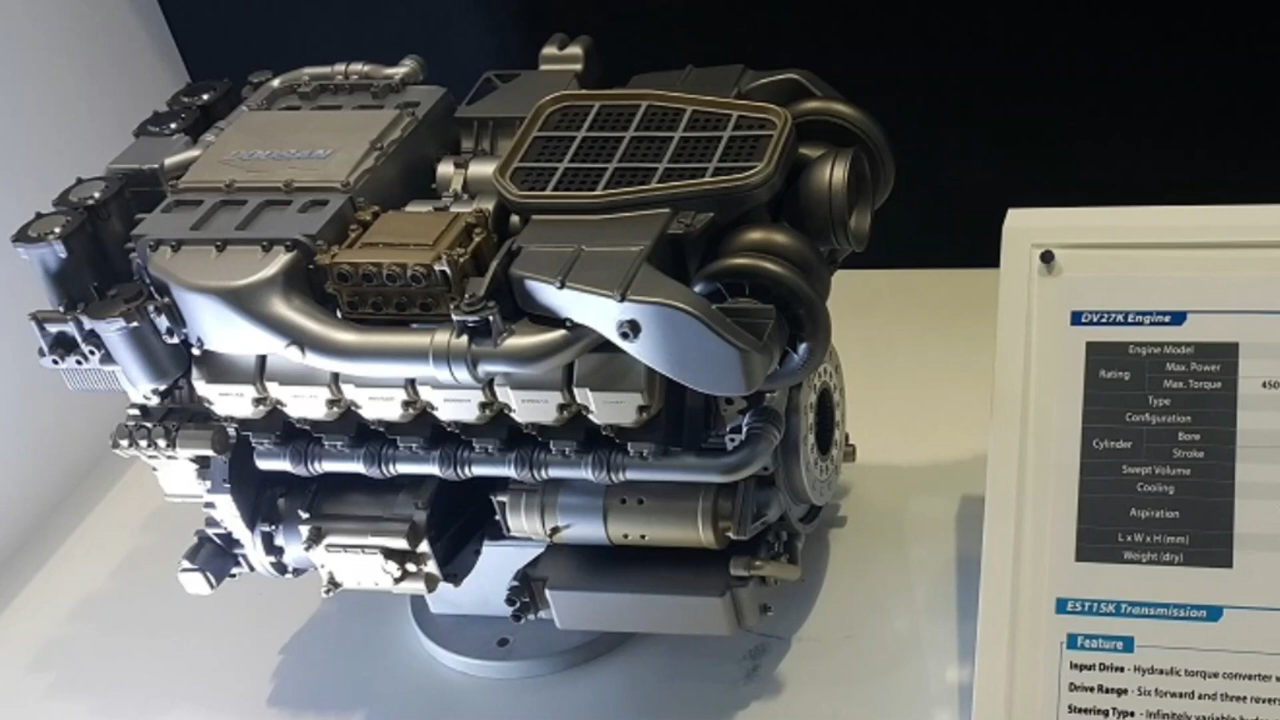 DOOSAN
DV27K Engine
Engine Model
Rating
Max. Power
Max. Torque
450
Type
Configuration
Cylinder
Bore
Stroke
Swept Volume
Cooling
Aspiration
L x W x H (mm)
Weight (dry)
EST15K Transmission
Feature
Input Drive - Hydraulic torque converter
Drive Range - Six forward and three rever
Steering Type - Infinitely variable